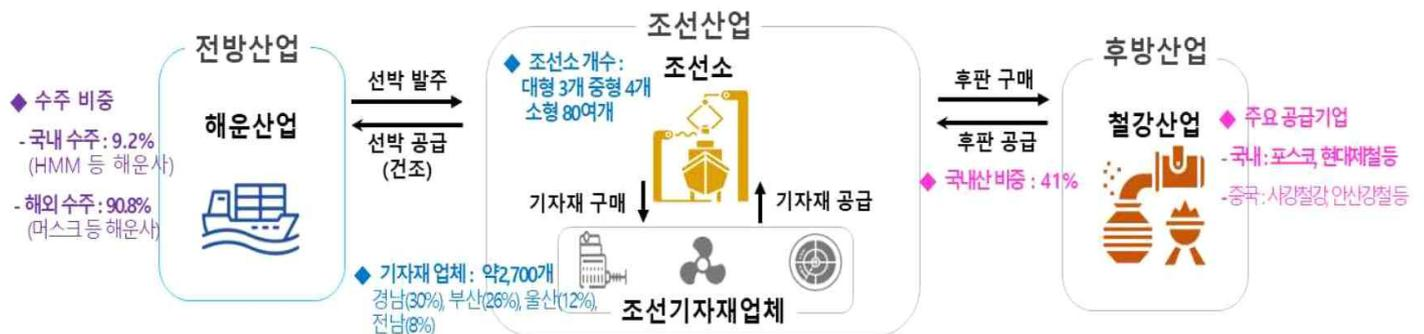 전방산업
◆ 수주 비중
- 국내 수주 : 9.2%
(HMM 등 해운사)
- 해외 수주 : 90.8%
(머스크 등 해운사)
해운산업
선박 발주
선박 공급
(건조)
조선산업
◆ 조선소 개수 :
대형 3개 중형 4개
소형 80여개
조선소
기자재 구매
기자재 공급
◆ 기자재 업체 : 약2,700개
경남(30%), 부산(26%), 울산(12%),
전남(8%)
조선기자재업체
후판 구매
후판 공급
◆ 국내산 비중 : 41%
후방산업
철강산업
◆ 주요 공급기업
- 국내 : 포스코, 현대제철등
- 중국 : 사강철강, 안산강철등